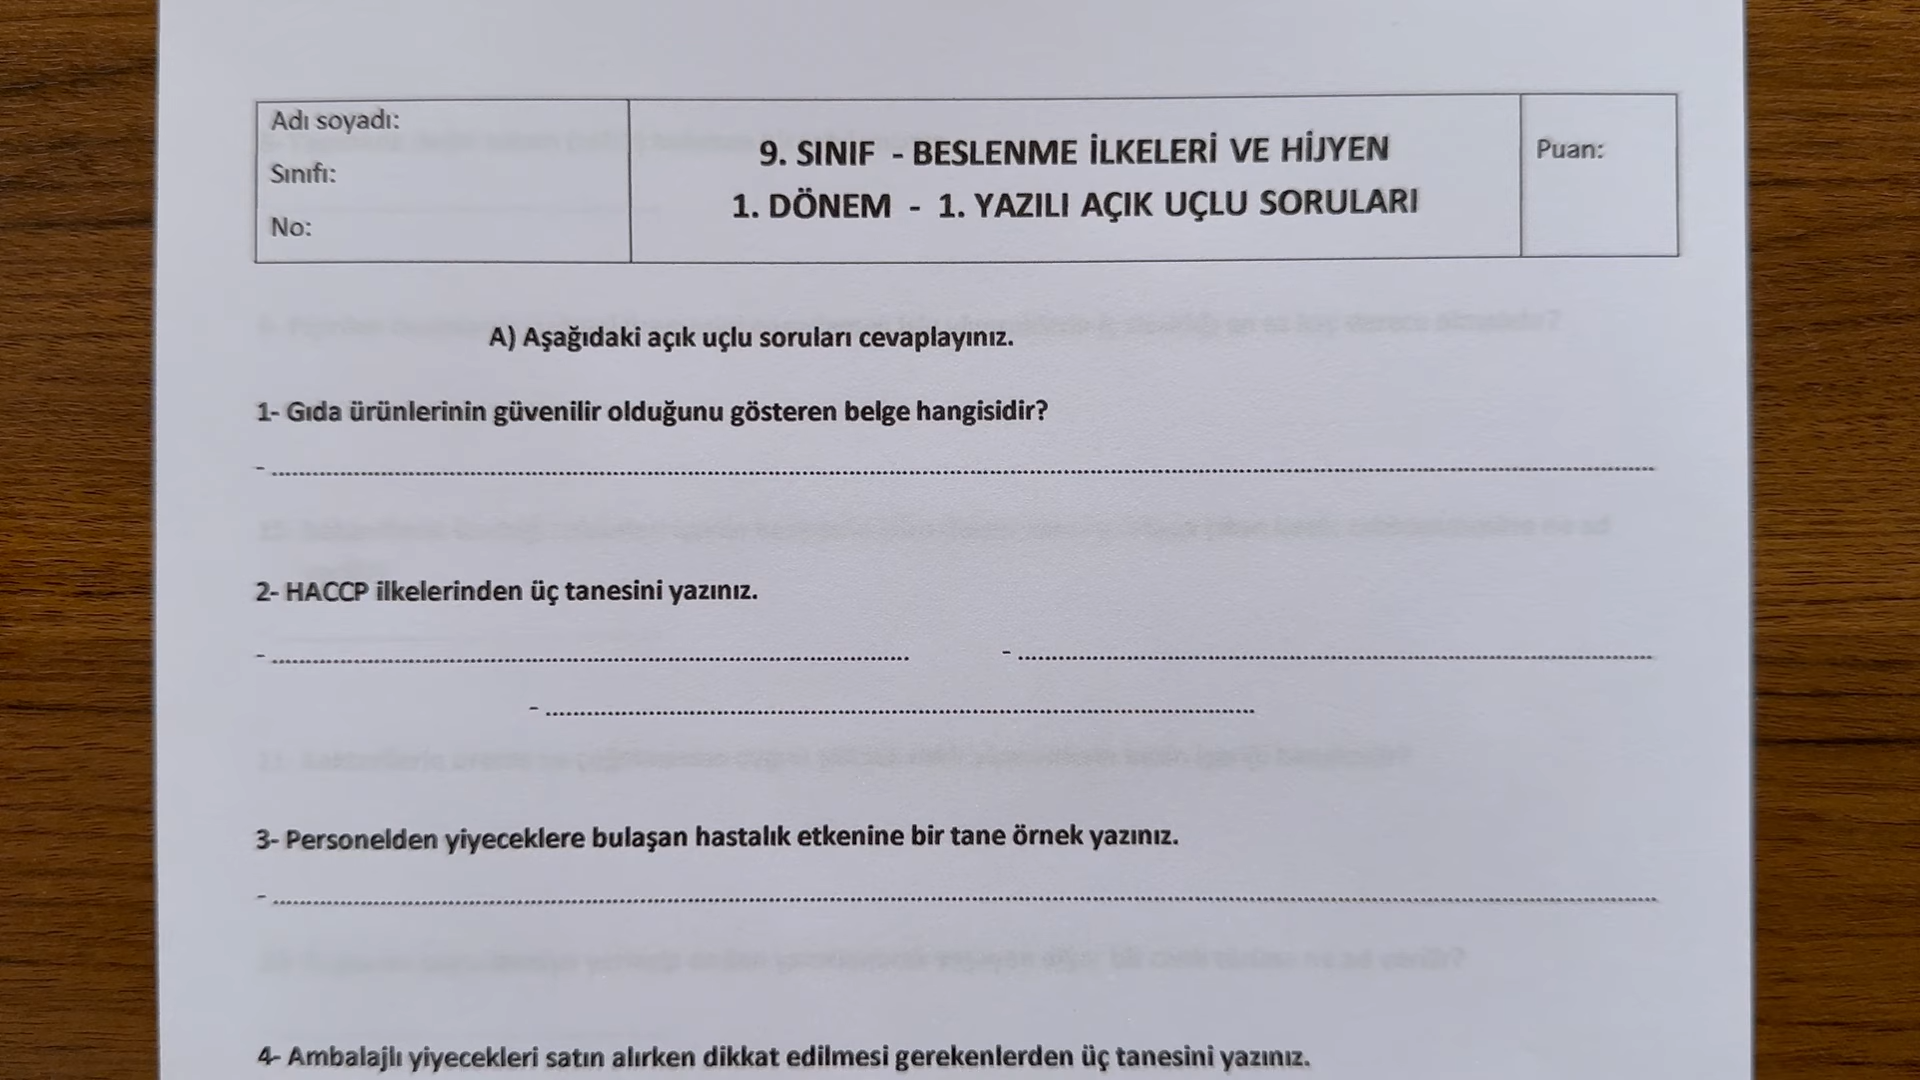 Adı soyadı:
Sınıfı:
No:
9. SINIF - BESLENME İLKELERİ VE HİJYEN
1. DÖNEM - 1. YAZILI AÇIK UÇLU SORULARI
Puan:
A) Aşağıdaki açık uçlu soruları cevaplayınız.
1- Gıda ürünlerinin güvenilir olduğunu gösteren belge hangisidir?
2- HACCP ilkelerinden üç tanesini yazınız.
3- Personelden yiyeceklere bulaşan hastalık etkenine bir tane örnek yazınız.
4- Ambalajlı yiyecekleri satın alırken dikkat edilmesi gerekenlerden üç tanesini yazınız.